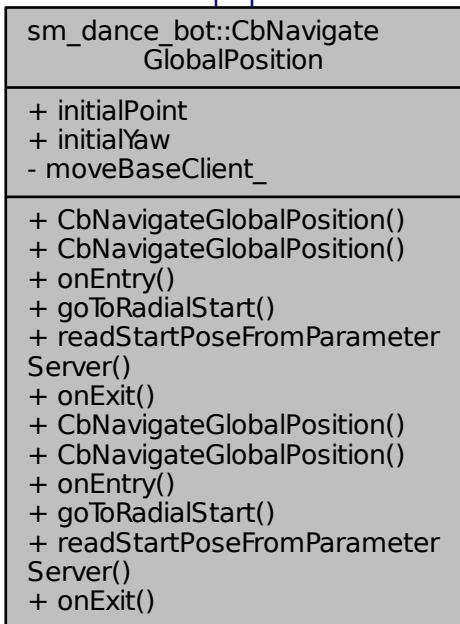 sm_dance_bot::CbNavigate
GlobalPosition
+ initialPoint
+ initialYaw
- moveBaseClient_
+ CbNavigateGlobalPosition()
+ CbNavigateGlobalPosition()
+ onEntry()
+ goToRadialStart()
+ readStartPoseFromParameter
Server()
+ onExit()
+ CbNavigateGlobalPosition()
+ CbNavigateGlobalPosition()
+ onEntry()
+ goToRadialStart()
+ readStartPoseFromParameter
Server()
+ onExit()